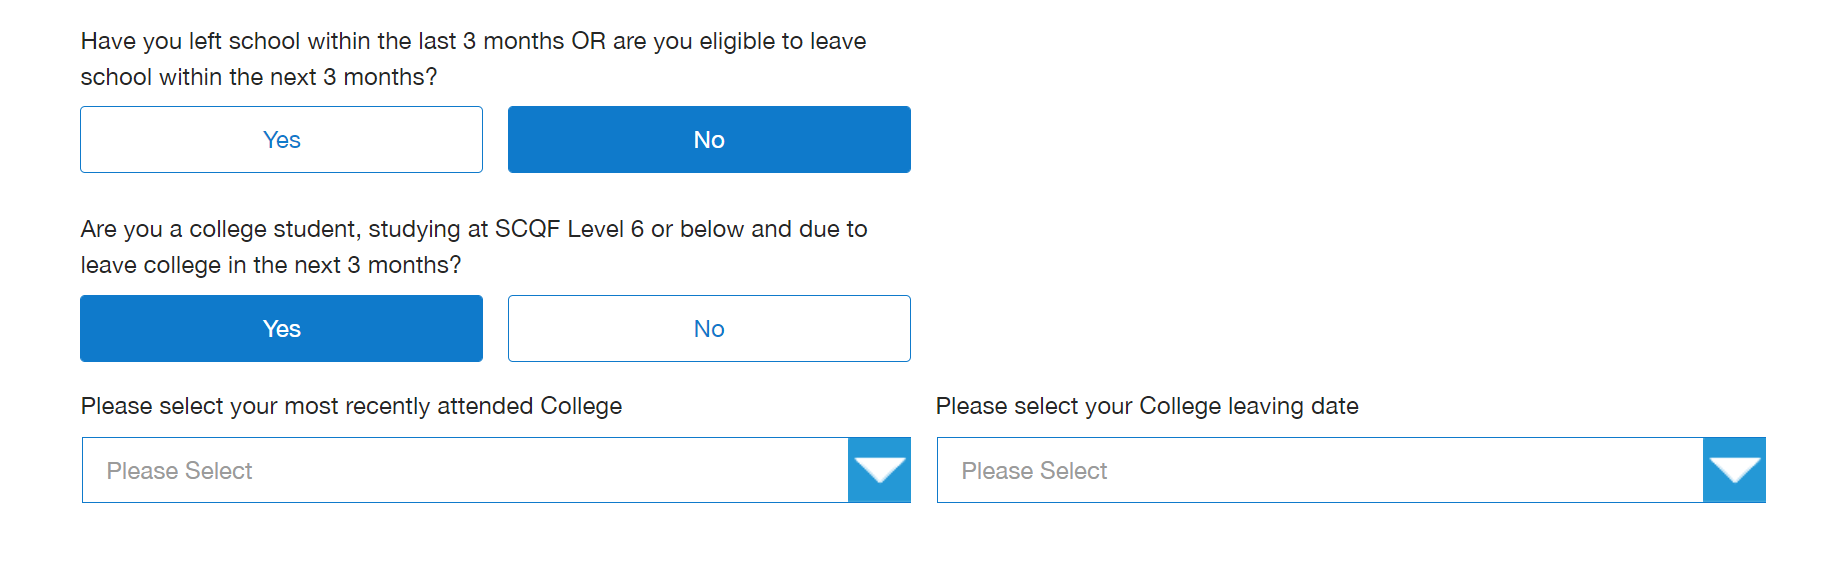 Have you left school within the last 3 months OR are you eligible to leave
school within the next 3 months?
Yes
No
Are you a college student, studying at SCQF Level 6 or below and due to
leave college in the next 3 months?
Yes
No
Please select your most recently attended College
Please Select
Please select your College leaving date
Please Select